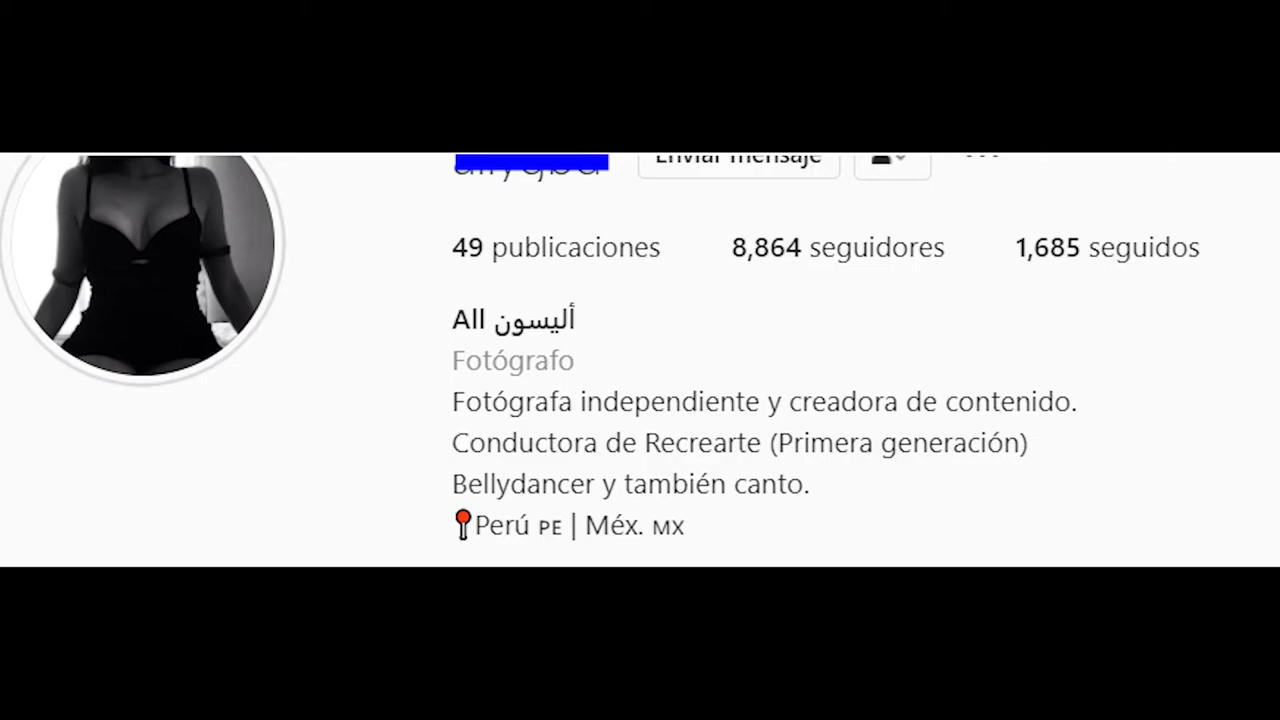 Enviar mensaje
49 publicaciones 8,864 seguidores 1,685 seguidos
All أليسون
Fotógrafo
Fotógrafa independiente y creadora de contenido.
Conductora de Recrearte (Primera generación)
Bellydancer y también canto.
📍Perú PE | Méx. MX